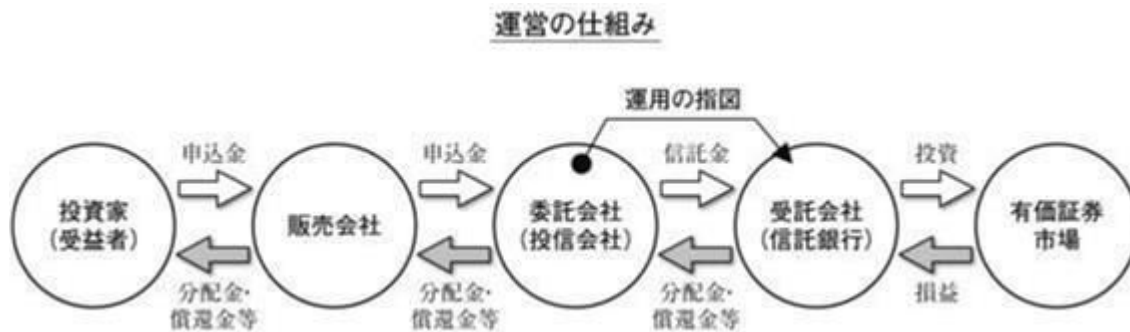 運営の仕組み
運用の指図
申込金
申込金
信託金
投資
投資家
(受益者)
販売会社
委託会社
(投信会社)
受託会社
(信託銀行)
有価証券
市場
分配金・
償還金等
分配金・
償還金等
分配金・
償還金等
損益